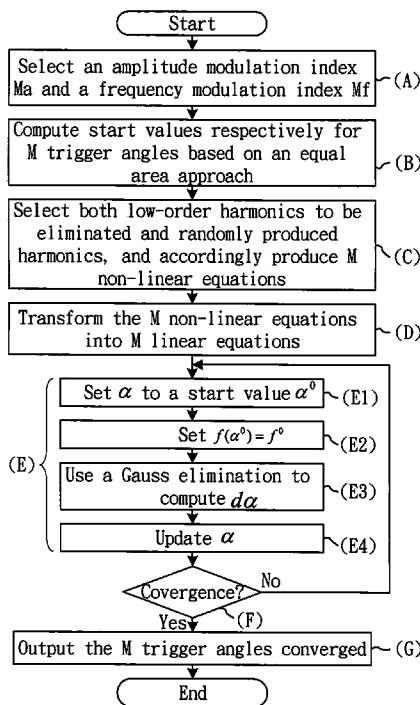 Start
Select an amplitude modulation index
Ma and a frequency modulation index Mf
(A)
Compute start values respectively for
M trigger angles based on an equal
area approach
(B)
Select both low-order harmonics to be
eliminated and randomly produced
harmonics, and accordingly produce M
non-linear equations
(C)
Transform the M non-linear equations
into M linear equations
(D)
(E)
Set α to a start value α⁰
(E1)
Set f(α⁰)=f⁰
(E2)
Use a Gauss elimination to
compute dα
(E3)
Update α
(E4)
Covergence?
No
Yes
(F)
Output the M trigger angles converged
(G)
End